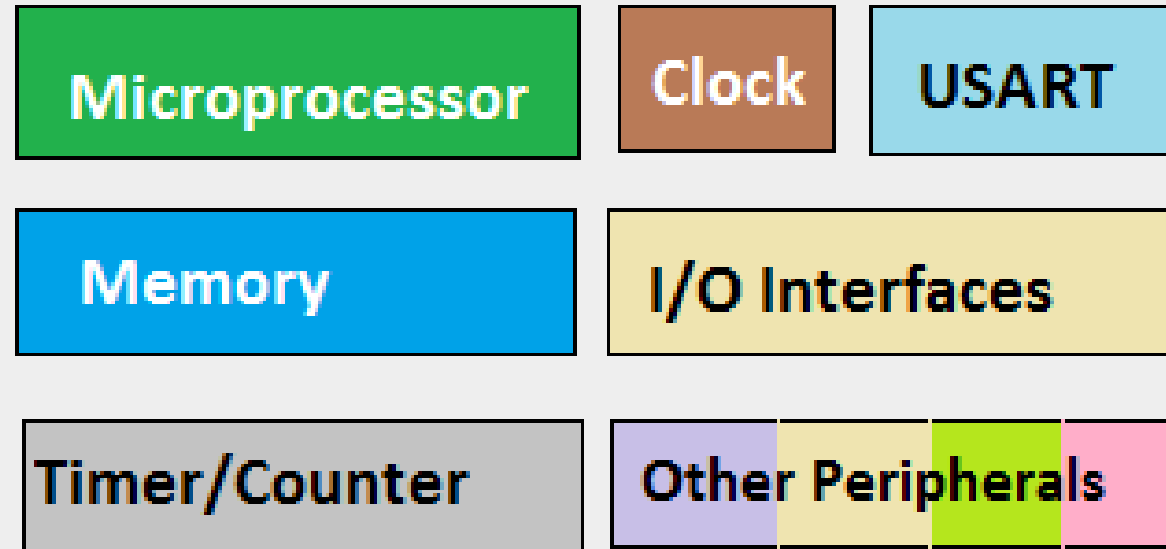 Microprocessor
Clock
USART
Memory
I/O Interfaces
Timer/Counter
Other Peripherals